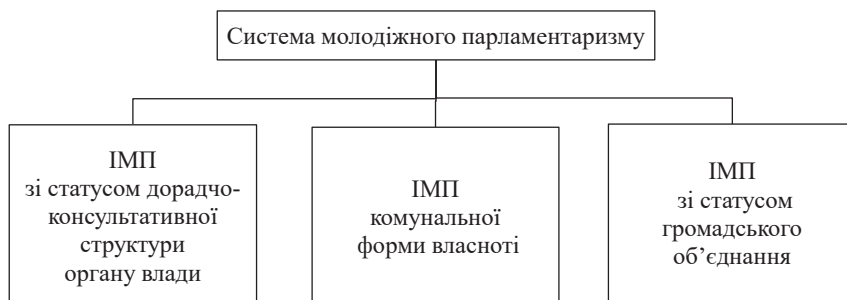 Система молодіжного парламентаризму
ІМП
зі статусом дорадчо-
консультативної
структури
органу влади
ІМП
комунальної
форми власноті
ІМП
зі статусом
громадського
об’єднання